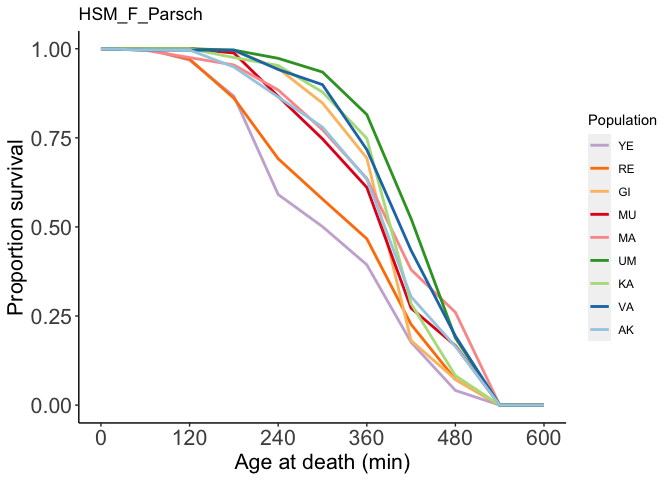 HSM_F_Parsch
Proportion survival
1.00
0.75
0.50
0.25
0.00
0 120 240 360 480 600
Age at death (min)
Population
YE
RE
GI
MU
MA
UM
KA
VA
AK